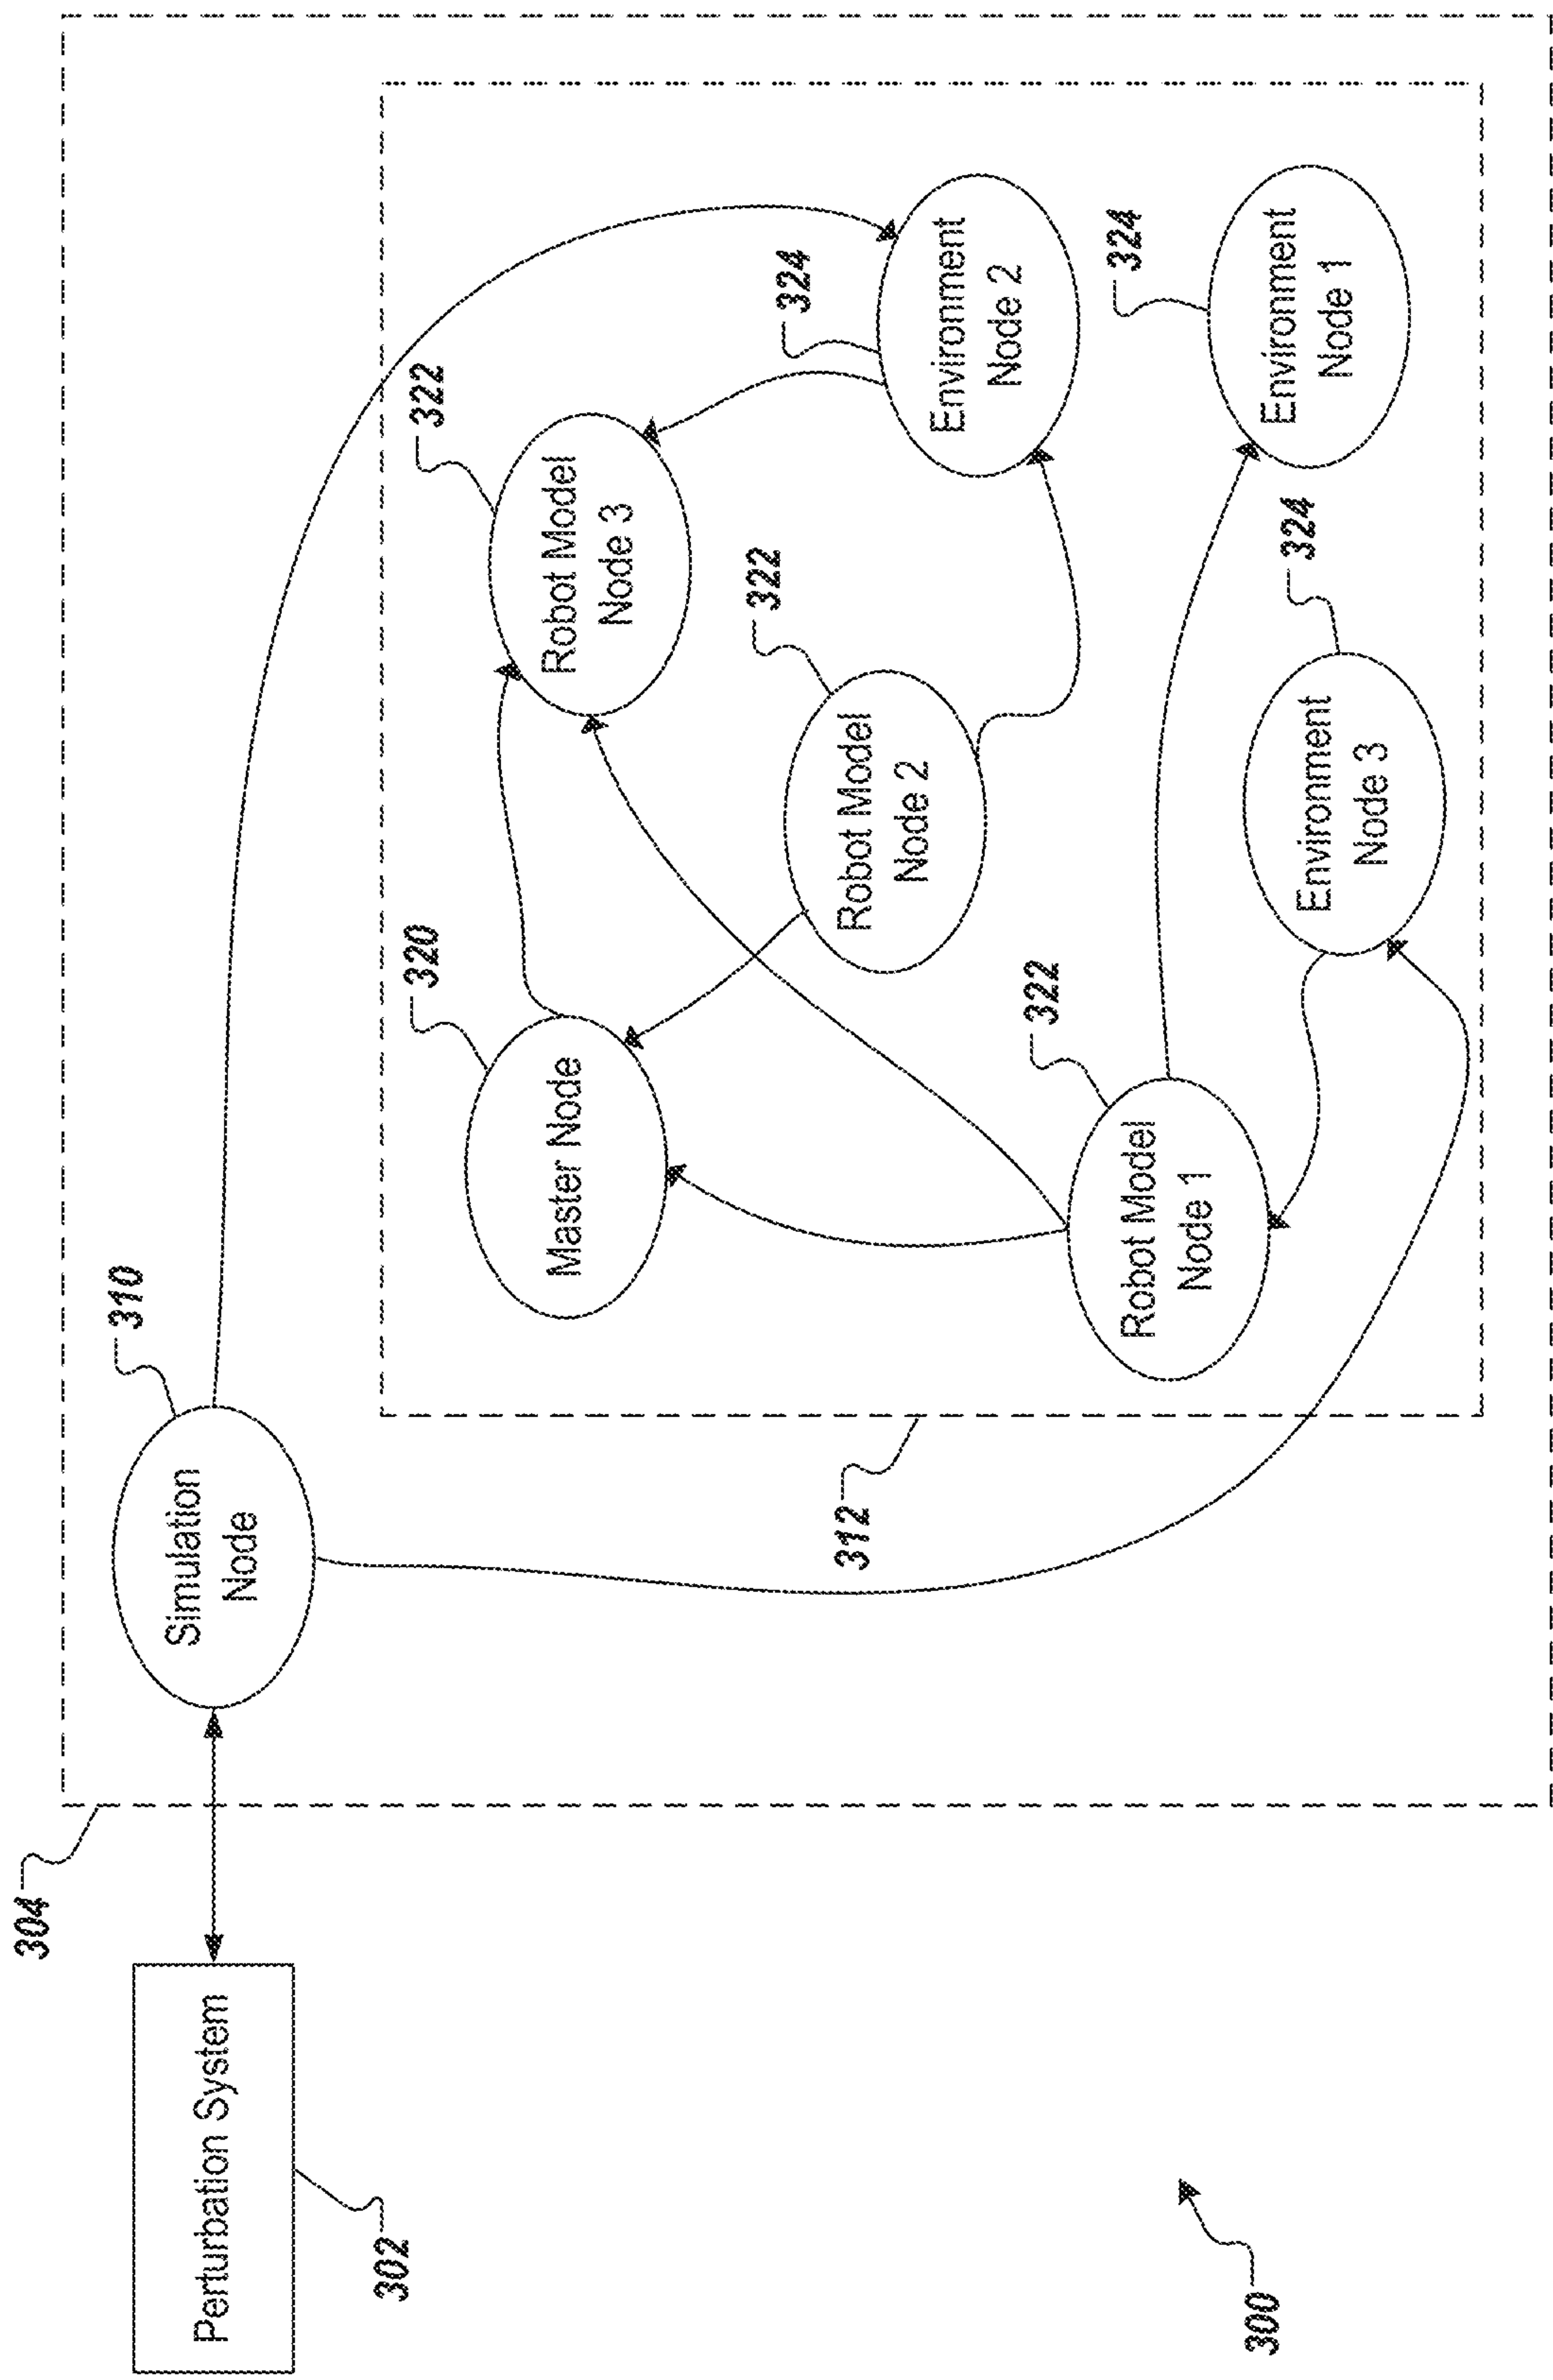 304
310
Perturbation System
302
Simulation
Node
312
320
Master Node
322
Robot Model
Node 3
322
Robot Model
Node 2
324
Environment
Node 2
322
Robot Model
Node 1
324
Environment
Node 3
324
Environment
Node 1
300